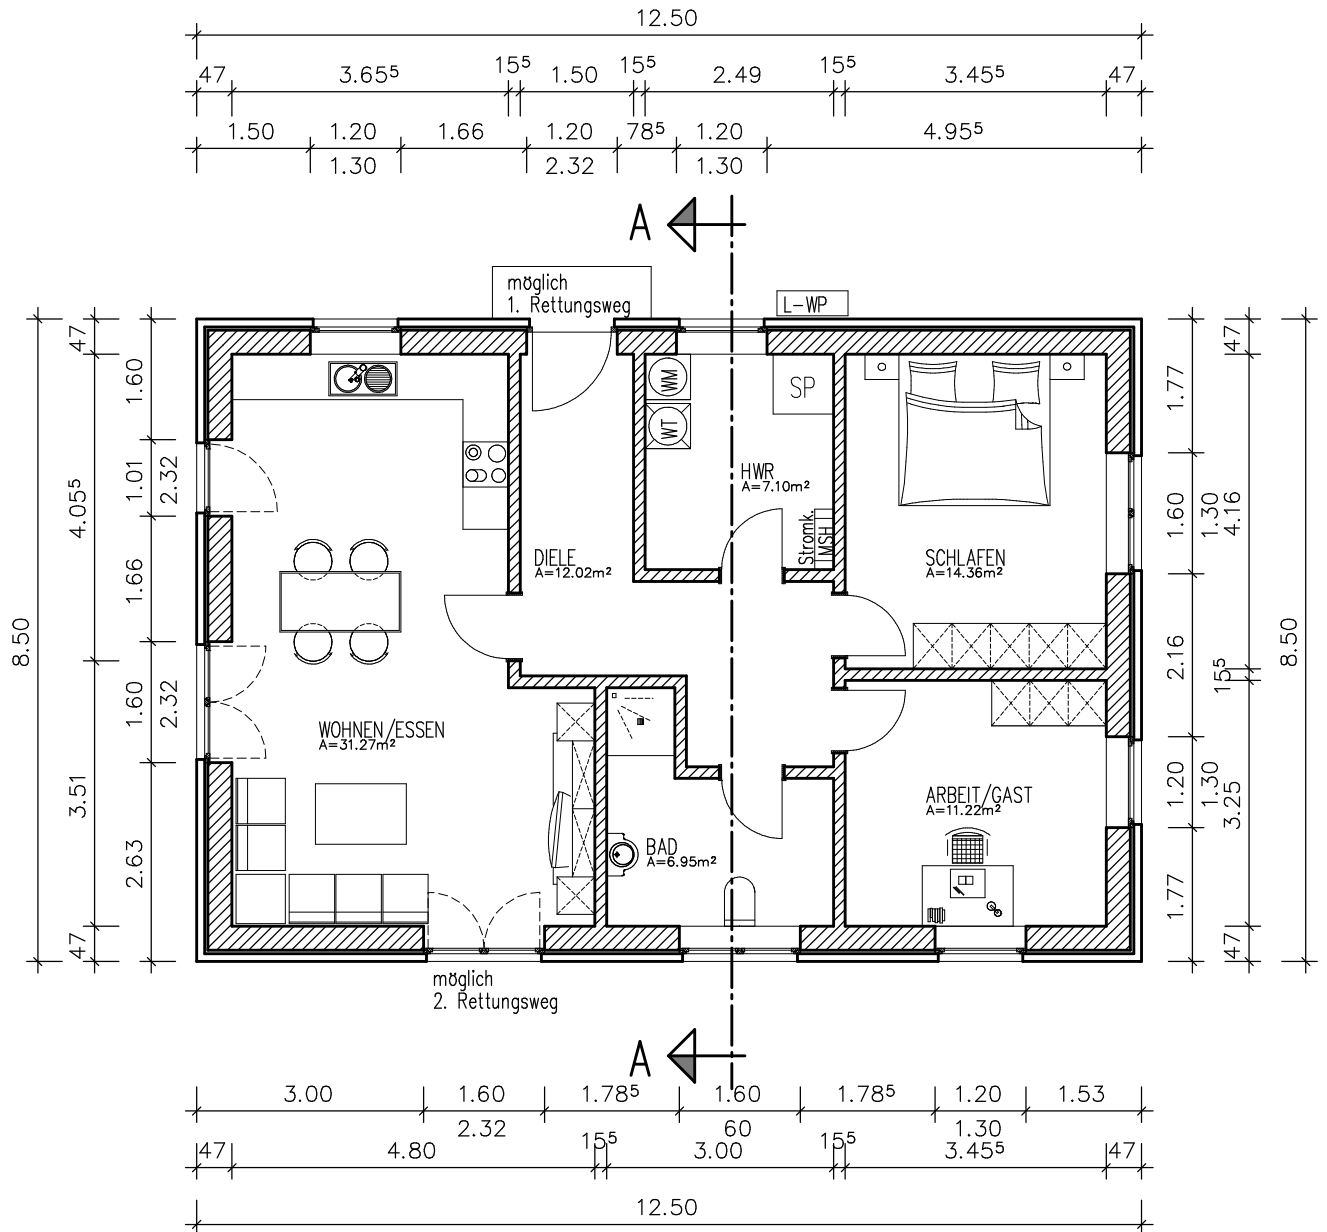 12.50
47 3.65⁵ 15⁵ 1.50 15⁵ 2.49 15⁵ 3.45⁵ 47
1.50 1.20 1.66 1.20 78⁵ 1.20 4.95⁵
1.30 2.32 1.30
A
möglich
1. Rettungsweg
L-WP
8.50
47
4.05⁵
3.51
47
1.60
1.01
2.32
1.66
1.60
2.32
2.63
WM
WT
SP
HWR
A=7.10m²
Stromk.
MSH
DIELE
A=12.02m²
SCHLAFEN
A=14.36m²
WOHNEN/ESSEN
A=31.27m²
BAD
A=6.95m²
ARBEIT/GAST
A=11.22m²
1.77
1.60
1.30
2.16
1.20
1.30
1.77
47
4.16
15⁵
3.25
47
8.50
möglich
2. Rettungsweg
A
3.00 1.60 1.78⁵ 1.60 1.78⁵ 1.20 1.53
2.32 60 1.30
47 4.80 15⁵ 3.00 15⁵ 3.45⁵ 47
12.50